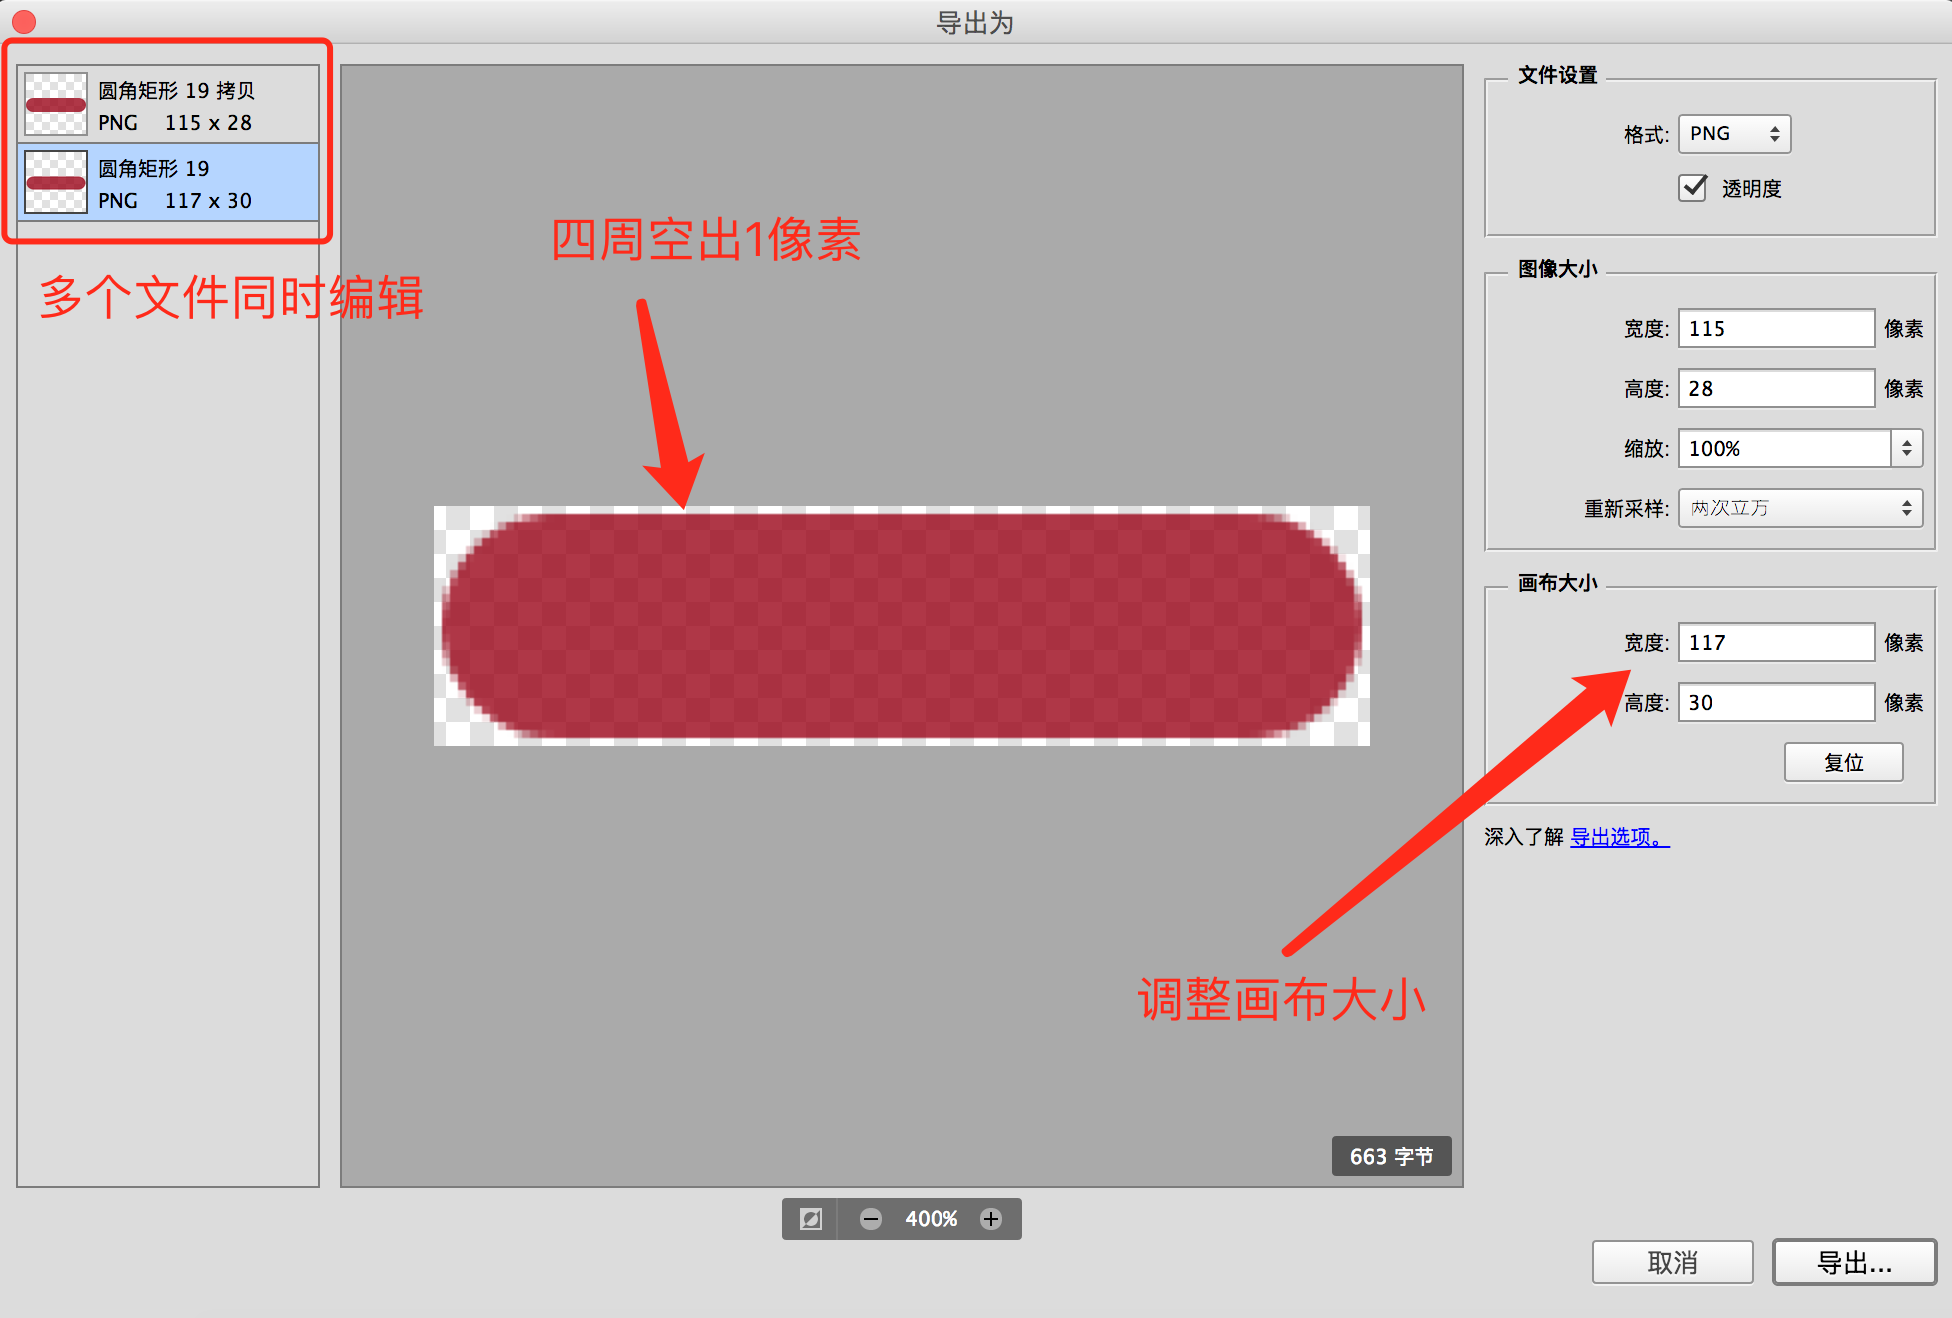 导出为
圆角矩形 19 拷贝
PNG 115 x 28
圆角矩形 19
PNG 117 x 30
多个文件同时编辑
四周空出1像素
调整画布大小
663 字节
400%
文件设置
格式: PNG
透明度
图像大小
宽度: 115 像素
高度: 28 像素
缩放: 100%
重新采样: 两次立方
画布大小
宽度: 117 像素
高度: 30 像素
复位
深入了解 导出选项。
取消
导出...